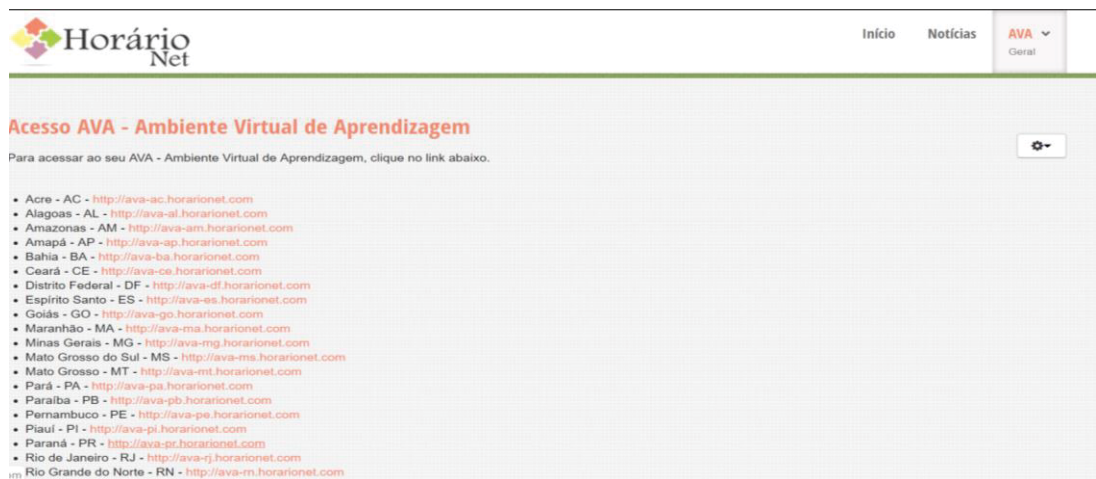 Horário
Net
Início Notícias AVA
Geral
Acesso AVA - Ambiente Virtual de Aprendizagem
Para acessar ao seu AVA - Ambiente Virtual de Aprendizagem, clique no link abaixo.
• Acre - AC - http://ava-ac.horarionet.com
• Alagoas - AL - http://ava-al.horarionet.com
• Amazonas - AM - http://ava-am.horarionet.com
• Amapá - AP - http://ava-ap.horarionet.com
• Bahia - BA - http://ava-ba.horarionet.com
• Ceará - CE - http://ava-ce.horarionet.com
• Distrito Federal - DF - http://ava-df.horarionet.com
• Espírito Santo - ES - http://ava-es.horarionet.com
• Goiás - GO - http://ava-go.horarionet.com
• Maranhão - MA - http://ava-ma.horarionet.com
• Minas Gerais - MG - http://ava-mg.horarionet.com
• Mato Grosso do Sul - MS - http://ava-ms.horarionet.com
• Mato Grosso - MT - http://ava-mt.horarionet.com
• Pará - PA - http://ava-pa.horarionet.com
• Paraíba - PB - http://ava-pb.horarionet.com
• Pernambuco - PE - http://ava-pe.horarionet.com
• Piauí - PI - http://ava-pi.horarionet.com
• Paraná - PR - http://ava-pr.horarionet.com
• Rio de Janeiro - RJ - http://ava-rj.horarionet.com
Rio Grande do Norte - RN - http://ava-rn.horarionet.com